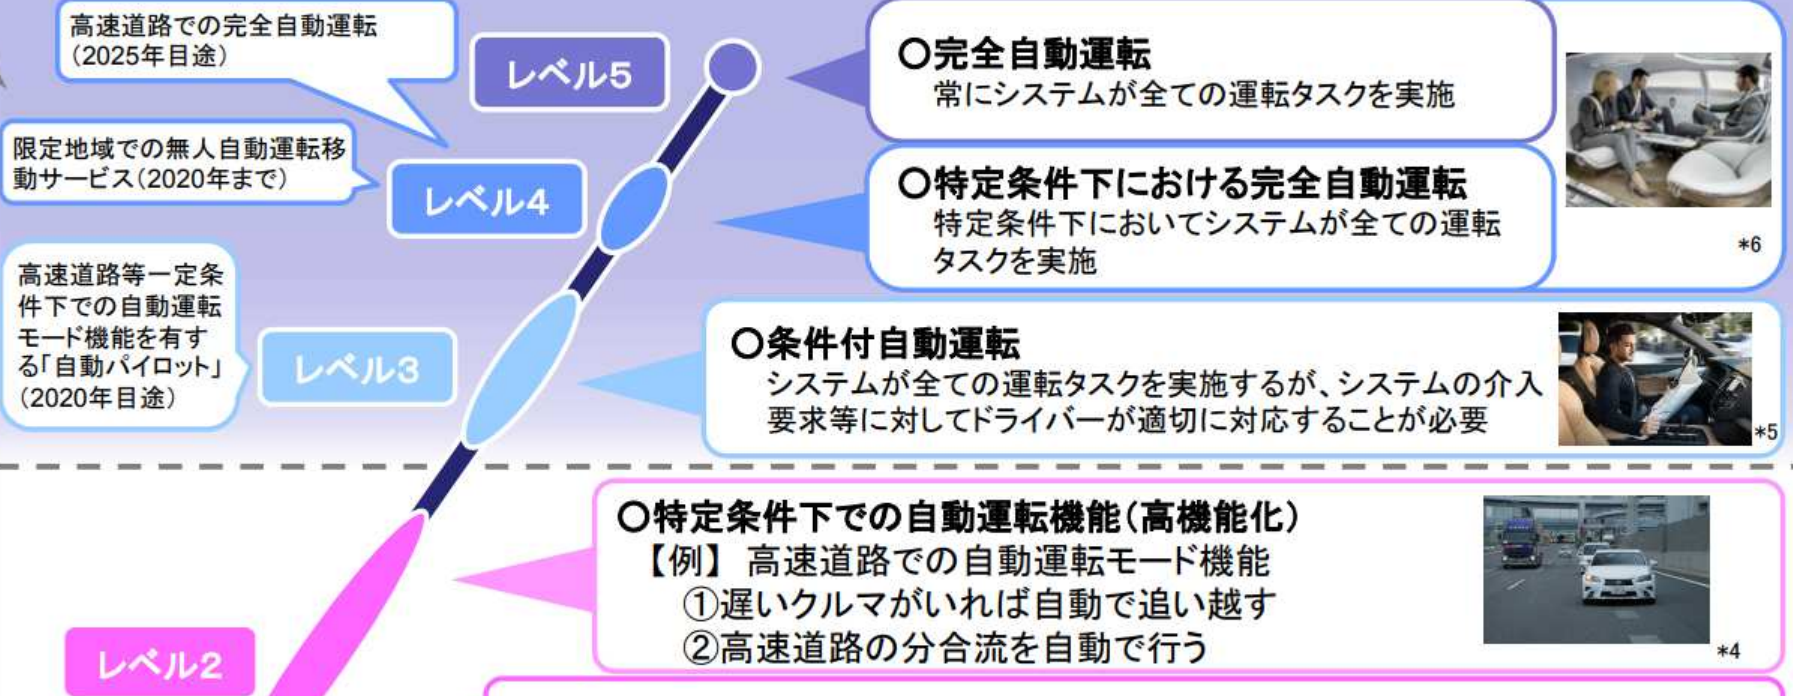 高速道路での完全自動運転
（2025年目途）
レベル5
〇完全自動運転
常にシステムが全ての運転タスクを実施
限定地域での無人自動運転移
動サービス（2020年まで）
レベル4
〇特定条件下における完全自動運転
特定条件下においてシステムが全ての運転
タスクを実施
*6
高速道路等一定条
件下での自動運転
モード機能を有す
る「自動パイロット」
（2020年目途）
レベル3
〇条件付自動運転
システムが全ての運転タスクを実施するが、システムの介入
要求等に対してドライバーが適切に対応することが必要
*5
〇特定条件下での自動運転機能（高機能化）
【例】 高速道路での自動運転モード機能
①遅いクルマがいれば自動で追い越す
②高速道路の分合流を自動で行う
*4
レベル2